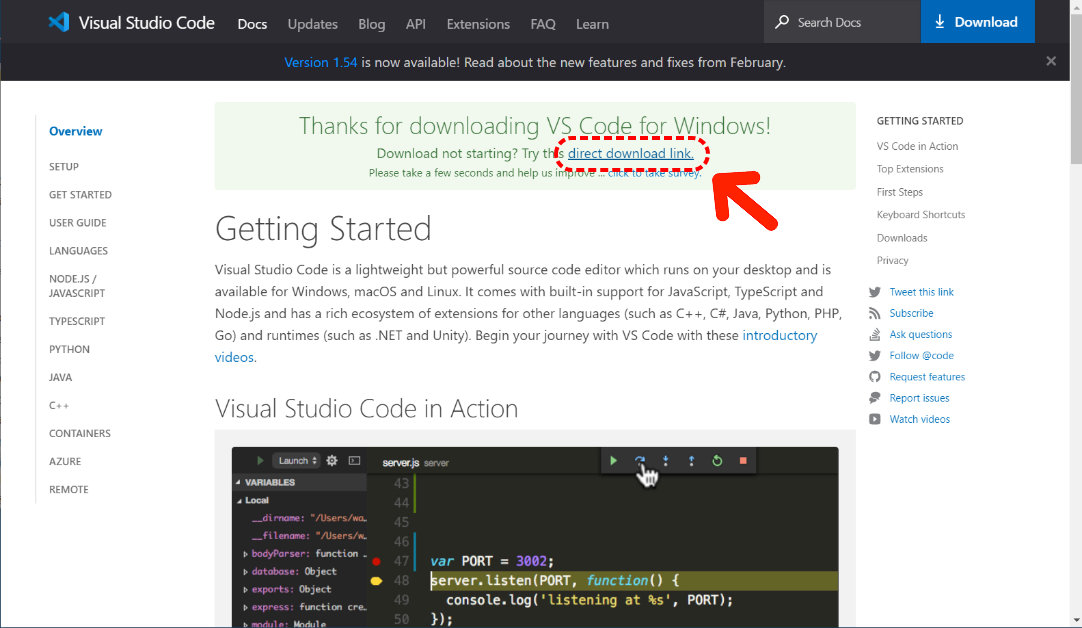 Visual Studio Code
Docs
Updates
Blog
API
Extensions
FAQ
Learn
Search Docs
Download
Version 1.54 is now available! Read about the new features and fixes from February.
Overview
SETUP
GET STARTED
USER GUIDE
LANGUAGES
NODE.JS /
JAVASCRIPT
TYPESCRIPT
PYTHON
JAVA
C++
CONTAINERS
AZURE
REMOTE
Thanks for downloading VS Code for Windows!
Download not starting? Try this direct download link.
Please take a few seconds and help us improve ... click to take survey.
Getting Started
Visual Studio Code is a lightweight but powerful source code editor which runs on your desktop and is
available for Windows, macOS and Linux. It comes with built-in support for JavaScript, TypeScript and
Node.js and has a rich ecosystem of extensions for other languages (such as C++, C#, Java, Python, PHP,
Go) and runtimes (such as .NET and Unity). Begin your journey with VS Code with these introductory
videos.
Visual Studio Code in Action
Launch
server.js server
VARIABLES
Local
__dirname: "/Users/wa…
__filename: "/Users/w…
bodyParser: function …
database: Object
exports: Object
express: function cre…
module: Module
43
44
45
46
47 var PORT = 3002;
48 server.listen(PORT, function() {
49 console.log('listening at %s', PORT);
50 });
GETTING STARTED
VS Code in Action
Top Extensions
First Steps
Keyboard Shortcuts
Downloads
Privacy
Tweet this link
Subscribe
Ask questions
Follow @code
Request features
Report issues
Watch videos